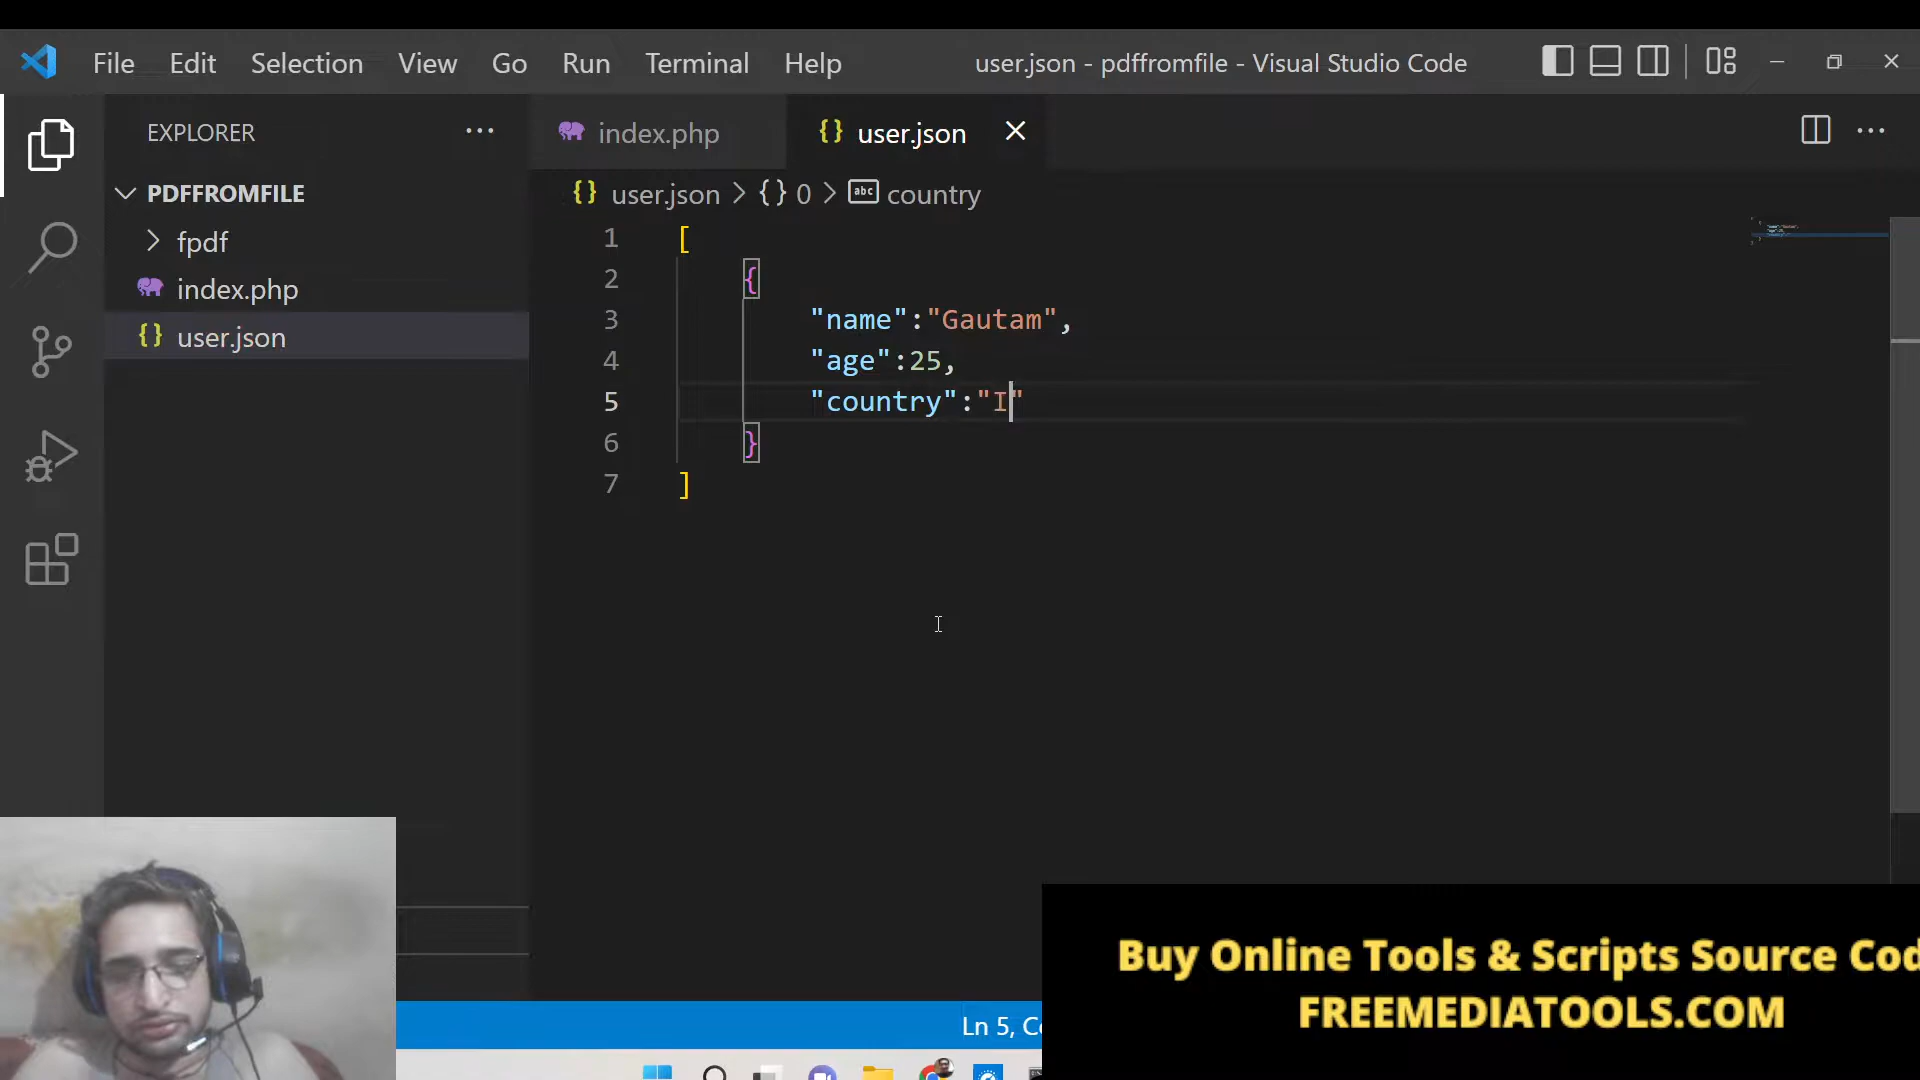 File Edit Selection View Go Run Terminal Help user.json - pdffromfile - Visual Studio Code
EXPLORER
PDFFROMFILE
fpdf
index.php
user.json
index.php user.json
user.json > {} 0 > abc country
1 [
2 {
3 "name":"Gautam",
4 "age":25,
5 "country":"I"
6 }
7 ]
Ln 5,
Buy Online Tools & Scripts Source Cod
FREEMEDIATOOLS.COM